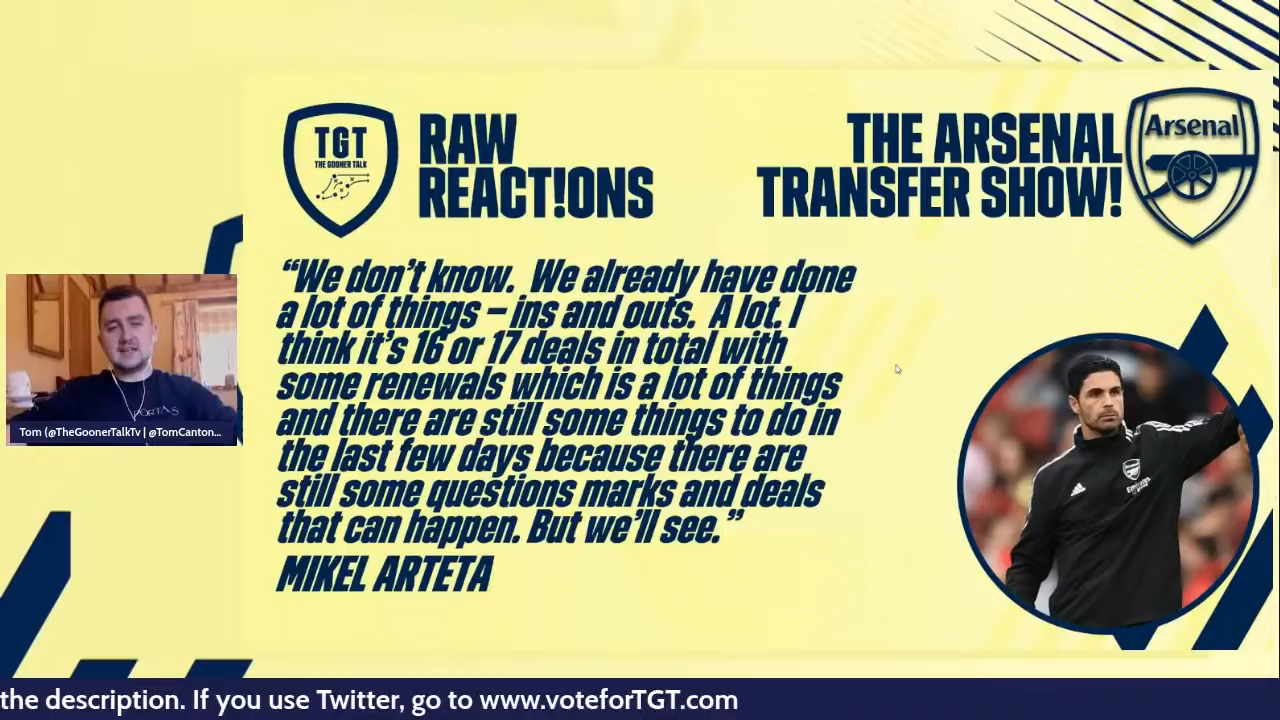 TGT
THE GOONER TALK
RAW
REACT!ONS
THE ARSENAL
TRANSFER SHOW!
Arsenal
“We don’t know. We already have done
a lot of things – ins and outs. A lot. I
think it’s 16 or 17 deals in total with
some renewals which is a lot of things
and there are still some things to do in
the last few days because there are
still some questions marks and deals
that can happen. But we’ll see.”
MIKEL ARTETA
PORTAS
Tom (@TheGoonerTalkTv | @TomCanton...
the description. If you use Twitter, go to www.voteforTGT.com